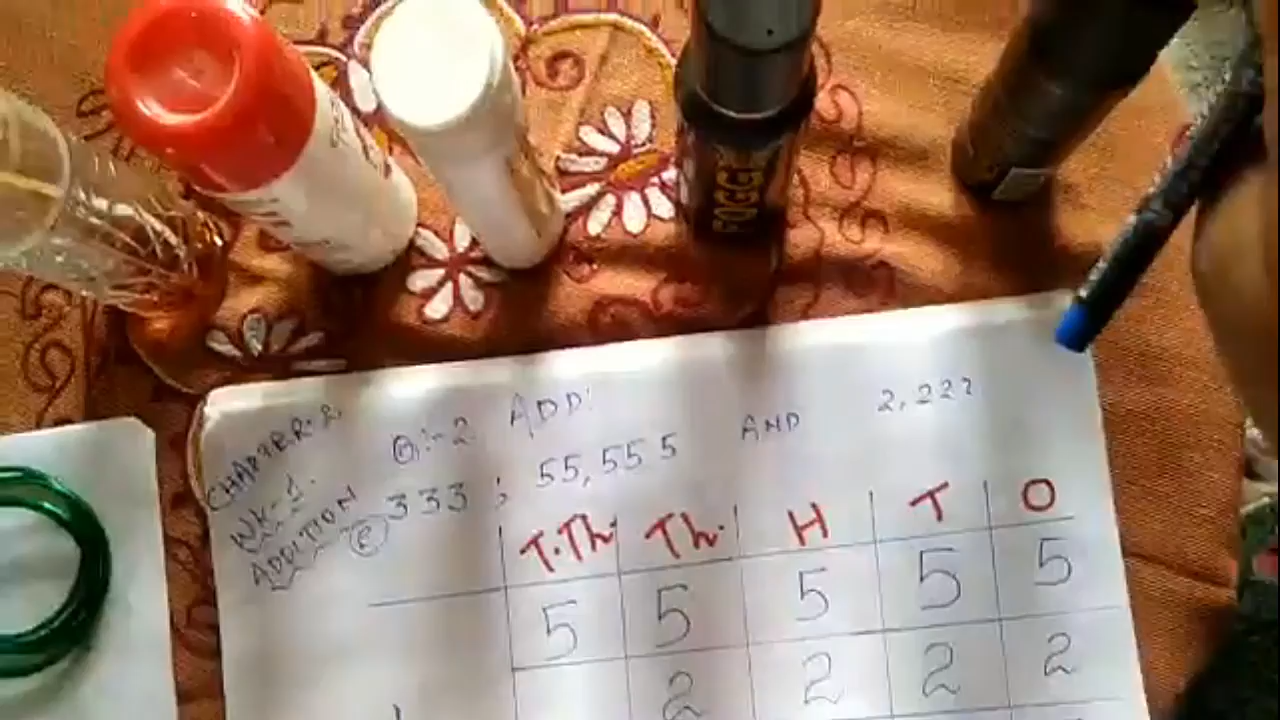 FOGG
CHAPTER:2 Q:-2 ADD:
WK-1.
ADDITION (e) 333 ; 55,555 AND 2,222
T.Th Th. H T O
5 5 5 5 5
2 2 2 2